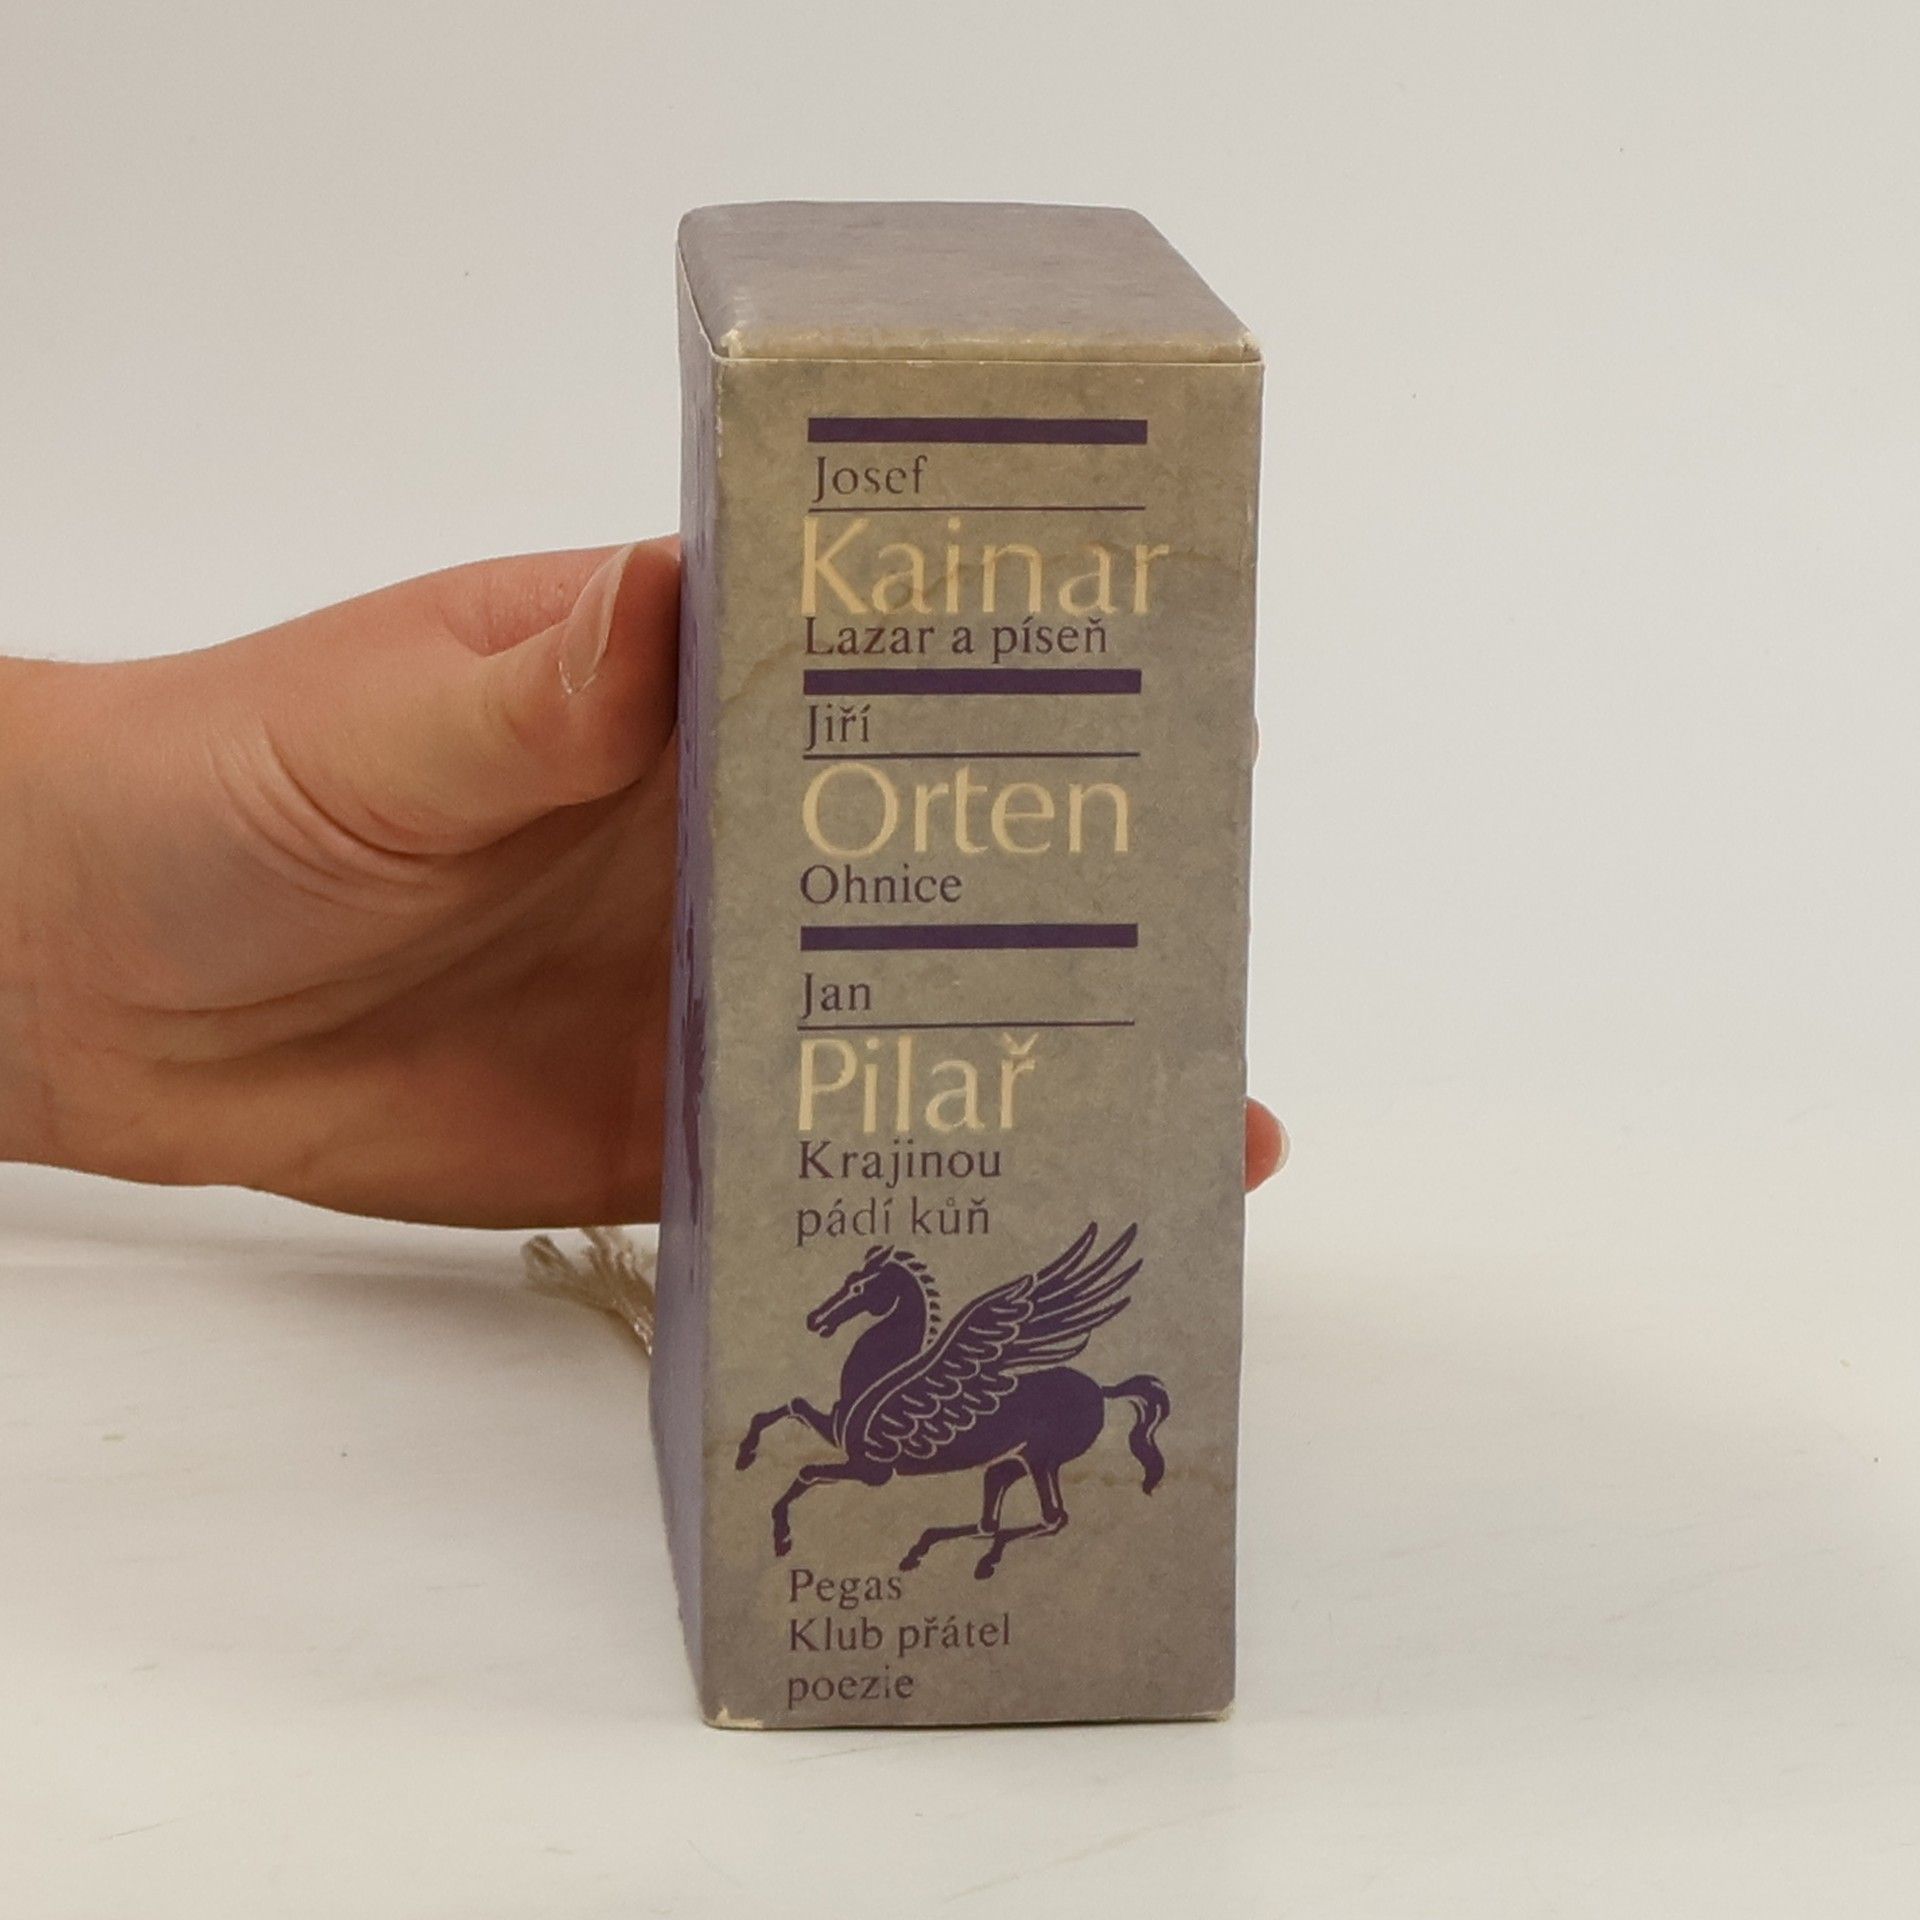 Josef
Kainar
Lazar a píseň
Jiří
Orten
Ohnice
Jan
Pilař
Krajinou
pádí kůň
Pegas
Klub přátel
poezie